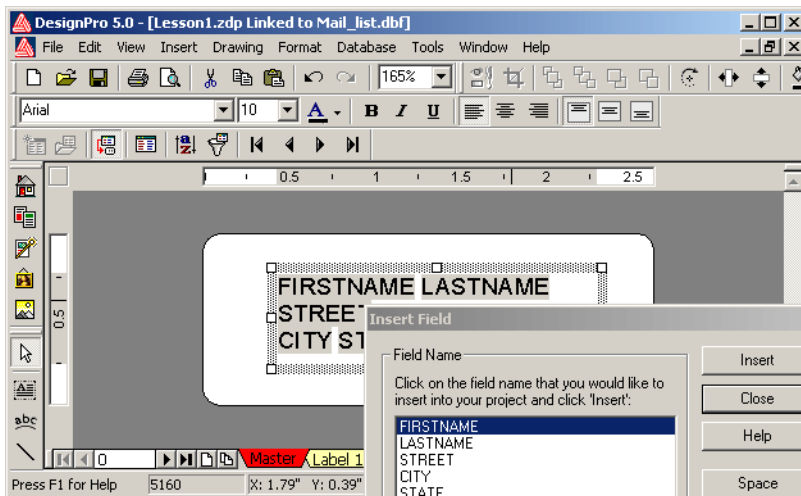 DesignPro 5.0 - [Lesson1.zdp Linked to Mail_list.dbf]
File Edit View Insert Drawing Format Database Tools Window Help
165%
Arial 10 A B I U
0.5 1 1.5 2 2.5
0.5
FIRSTNAME LASTNAME
STREET
CITY ST
Insert Field
Field Name
Click on the field name that you would like to
insert into your project and click 'Insert':
FIRSTNAME
LASTNAME
STREET
CITY
STATE
Insert
Close
Help
Space
A
abc
0 Master Label 1
Press F1 for Help 5160 X: 1.79" Y: 0.39"